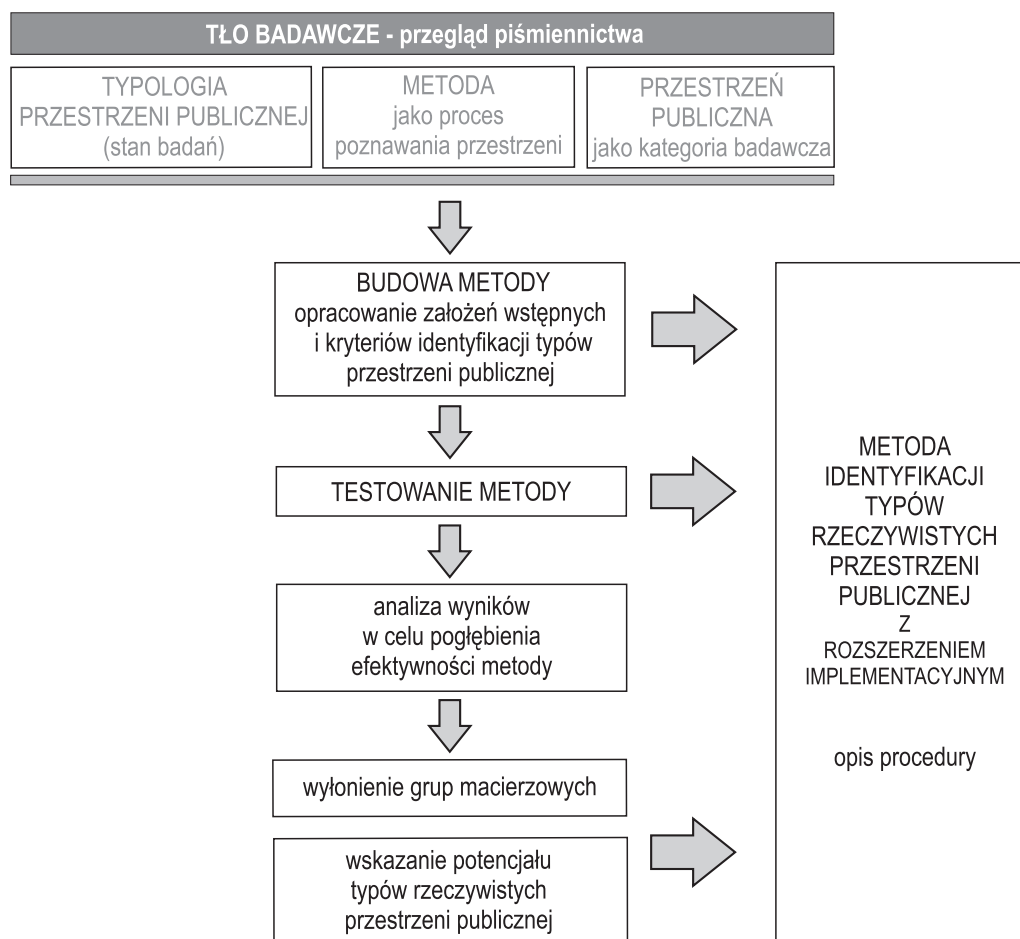 TŁO BADAWCZE - przegląd piśmiennictwa
TYPOLOGIA
PRZESTRZENI PUBLICZNEJ
(stan badań)
METODA
jako proces
poznawania przestrzeni
PRZESTRZEŃ
PUBLICZNA
jako kategoria badawcza
BUDOWA METODY
opracowanie założeń wstępnych
i kryteriów identyfikacji typów
przestrzeni publicznej
TESTOWANIE METODY
analiza wyników
w celu pogłębienia
efektywności metody
wyłonienie grup macierzowych
wskazanie potencjału
typów rzeczywistych
przestrzeni publicznej
METODA
IDENTYFIKACJI
TYPÓW
RZECZYWISTYCH
PRZESTRZENI
PUBLICZNEJ
Z
ROZSZERZENIEM
IMPLEMENTACYJNYM
opis procedury